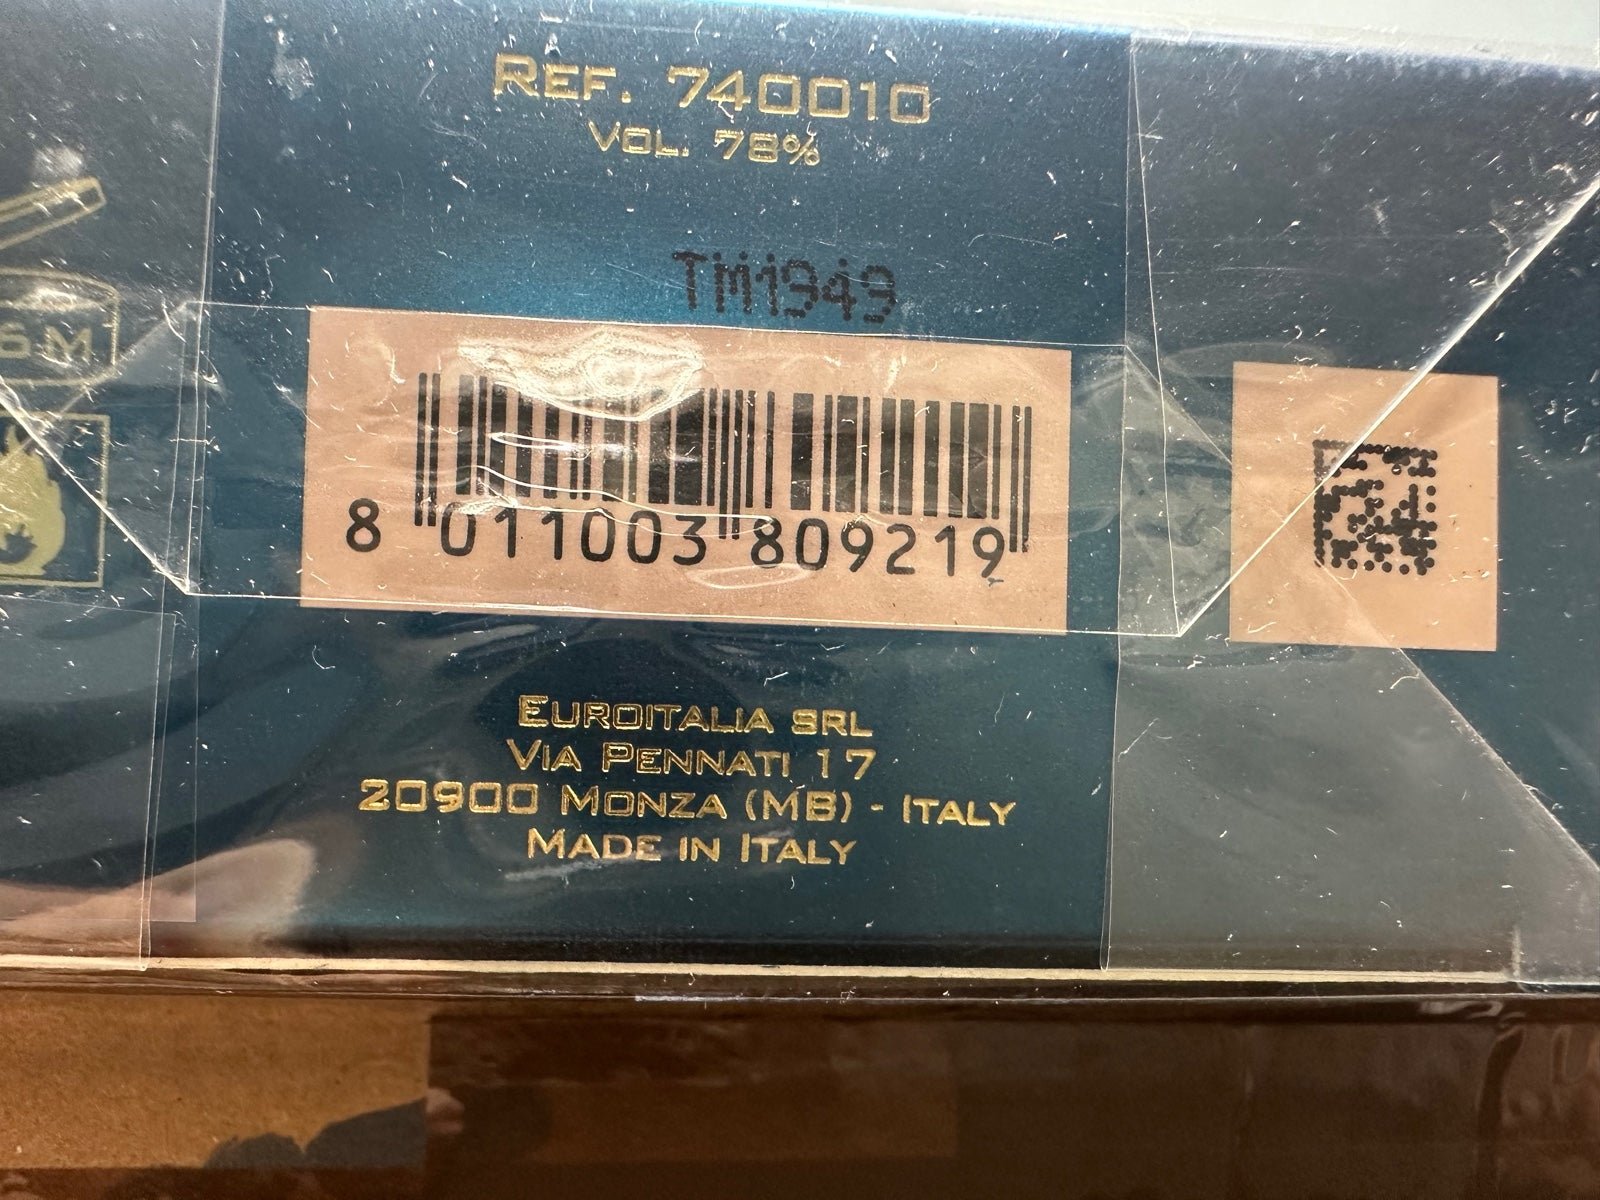 REF. 740010
VOL. 78%
TM1949
6M
8 011003 809219
EUROITALIA SRL
VIA PENNATI 17
20900 MONZA (MB) - ITALY
MADE IN ITALY